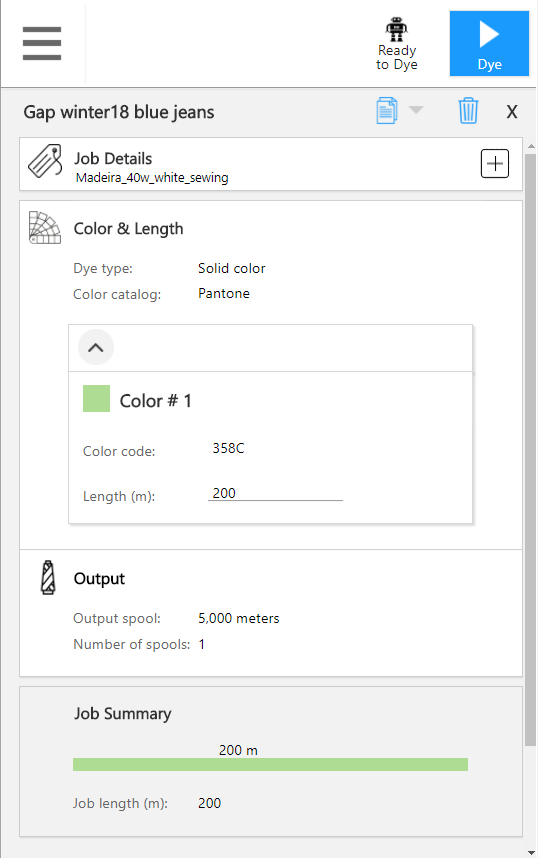 Ready
to Dye
Dye
Gap winter18 blue jeans
X
Job Details
Madeira_40w_white_sewing
Color & Length
Dye type: Solid color
Color catalog: Pantone
Color # 1
Color code: 358C
Length (m): 200
Output
Output spool: 5,000 meters
Number of spools: 1
Job Summary
200 m
Job length (m): 200